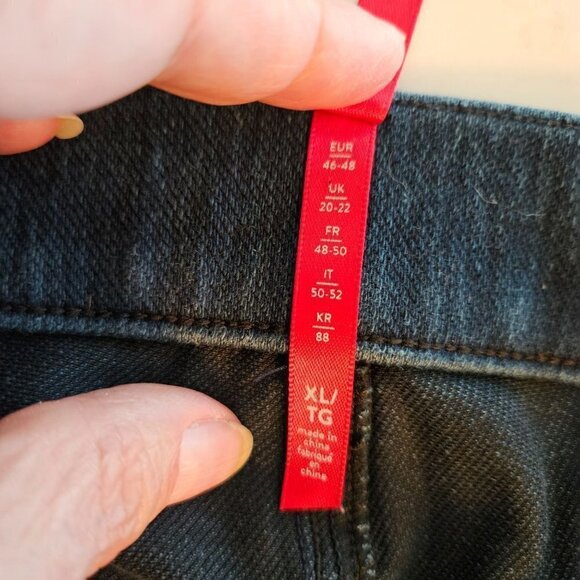 EUR
46-48
UK
20-22
FR
48-50
IT
50-52
KR
88
XL/
TG
made in
china
fabriqué
en
chine